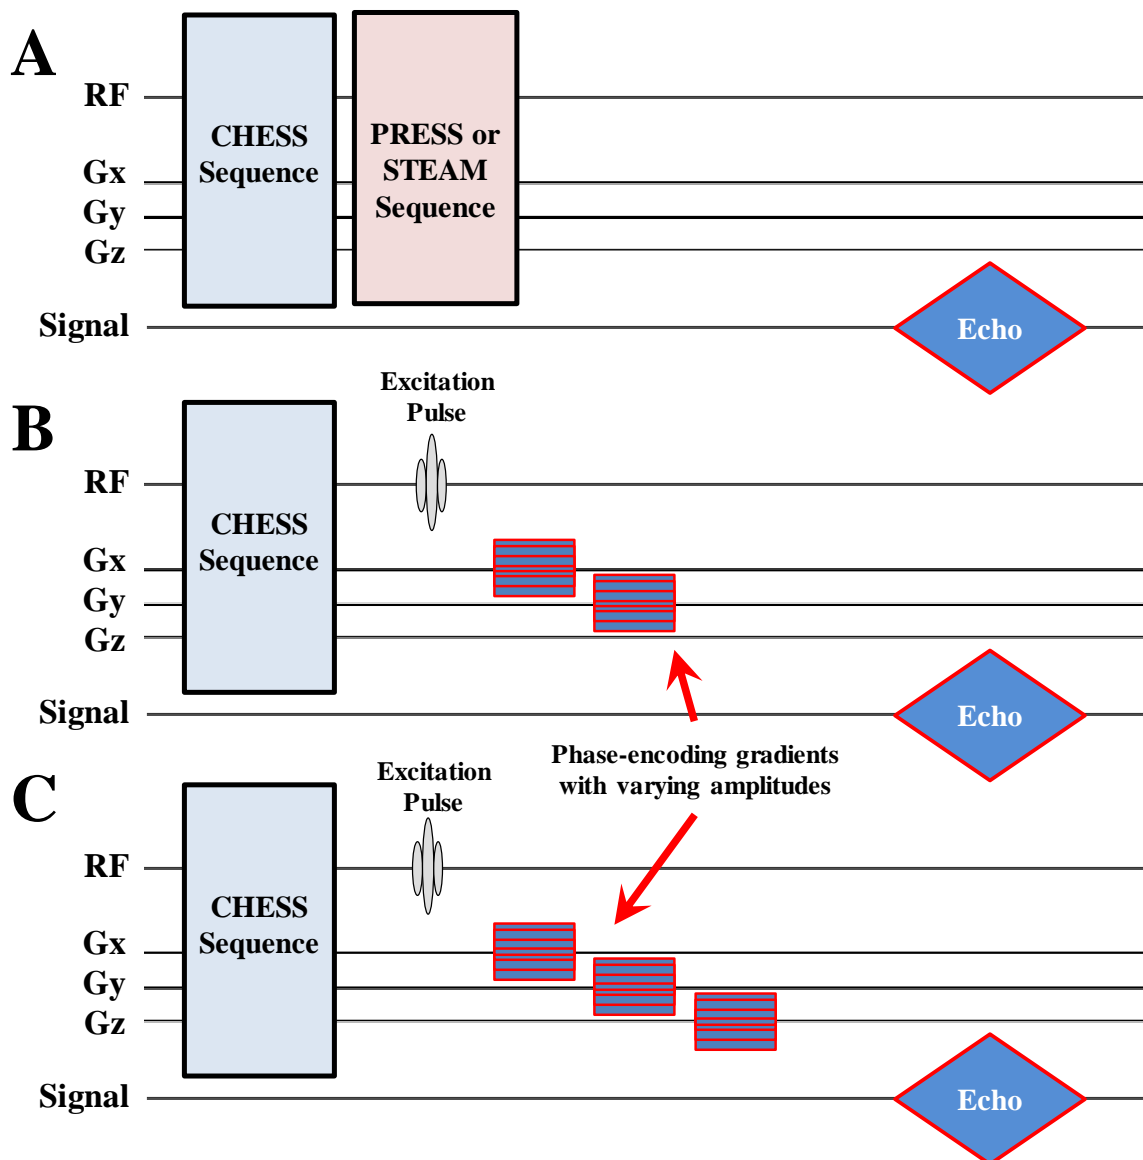 A
RF
Gx
Gy
Gz
Signal
CHESS
Sequence
PRESS or
STEAM
Sequence
Echo
B
RF
Gx
Gy
Gz
Signal
CHESS
Sequence
Excitation
Pulse
Echo
Phase-encoding gradients
with varying amplitudes
C
RF
Gx
Gy
Gz
Signal
CHESS
Sequence
Excitation
Pulse
Echo